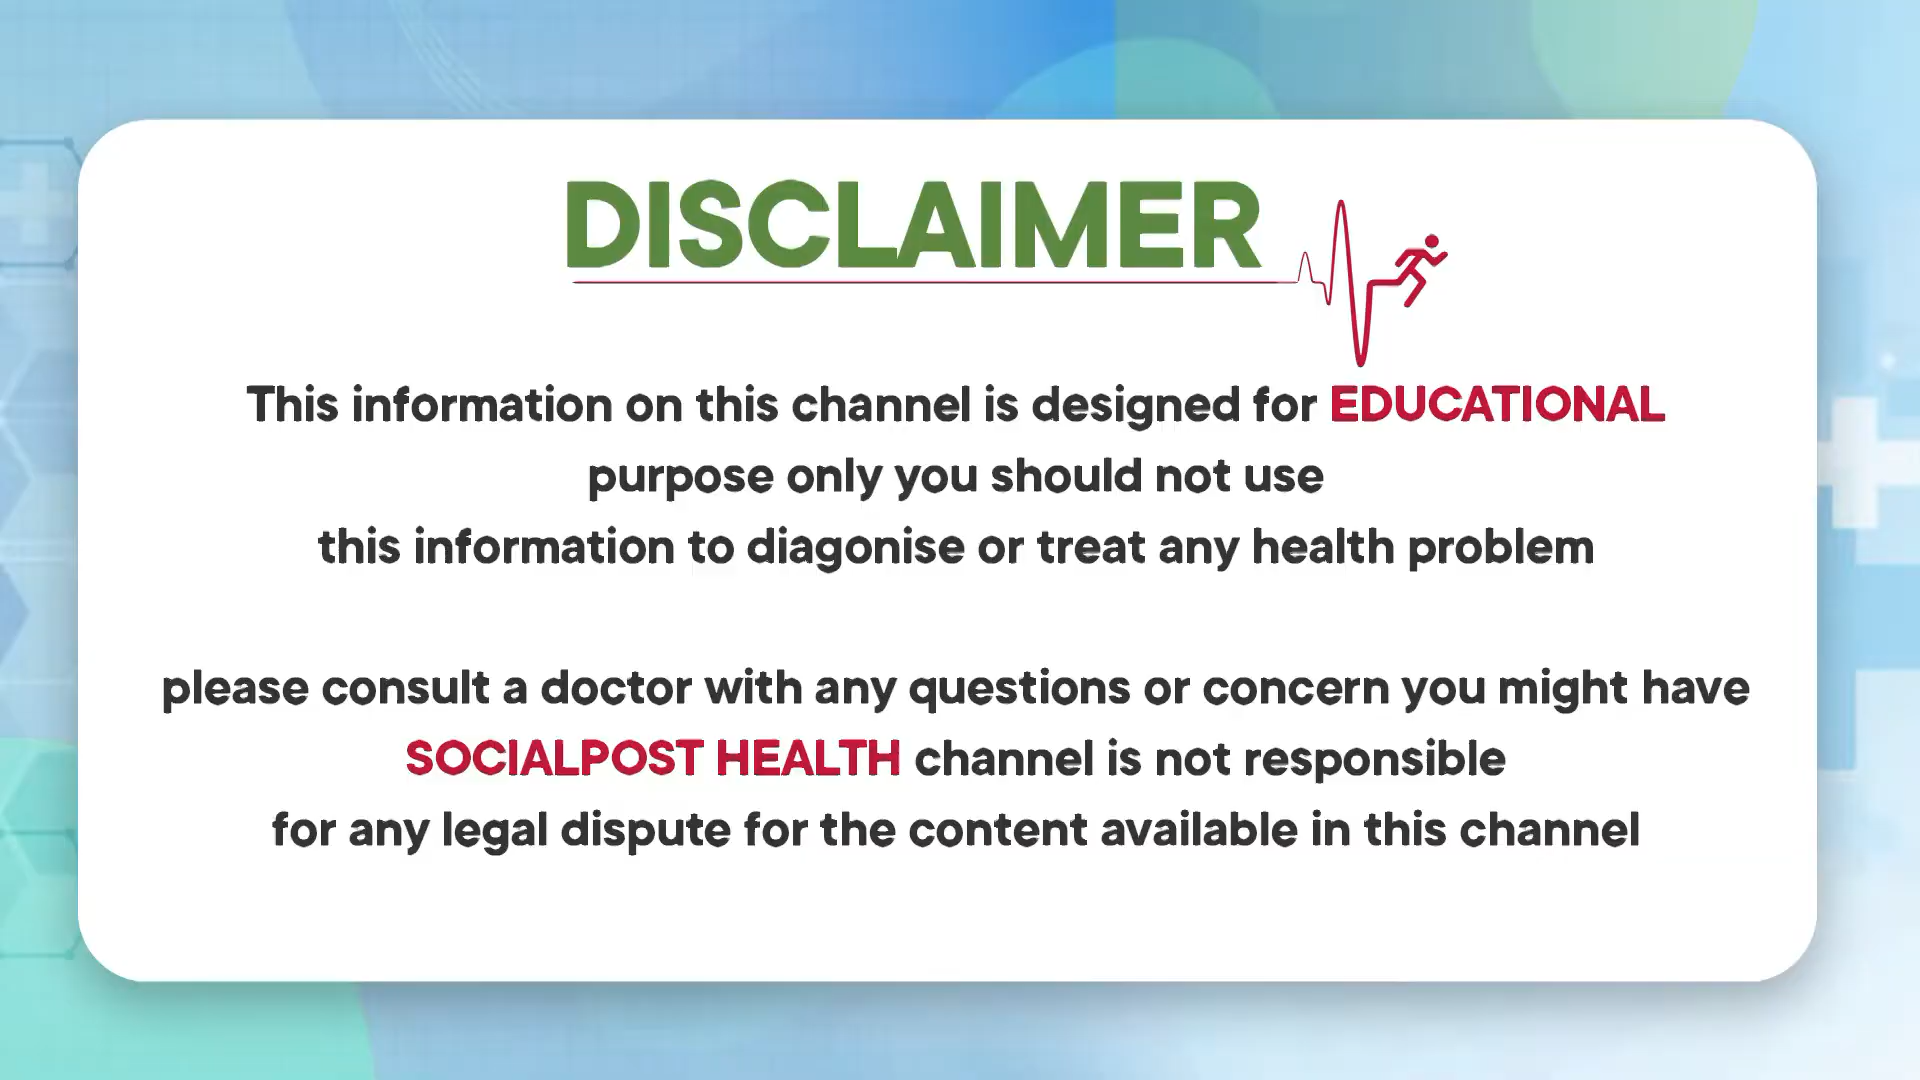 DISCLAIMER
This information on this channel is designed for EDUCATIONAL
purpose only you should not use
this information to diagonise or treat any health problem
please consult a doctor with any questions or concern you might have
SOCIALPOST HEALTH channel is not responsible
for any legal dispute for the content available in this channel